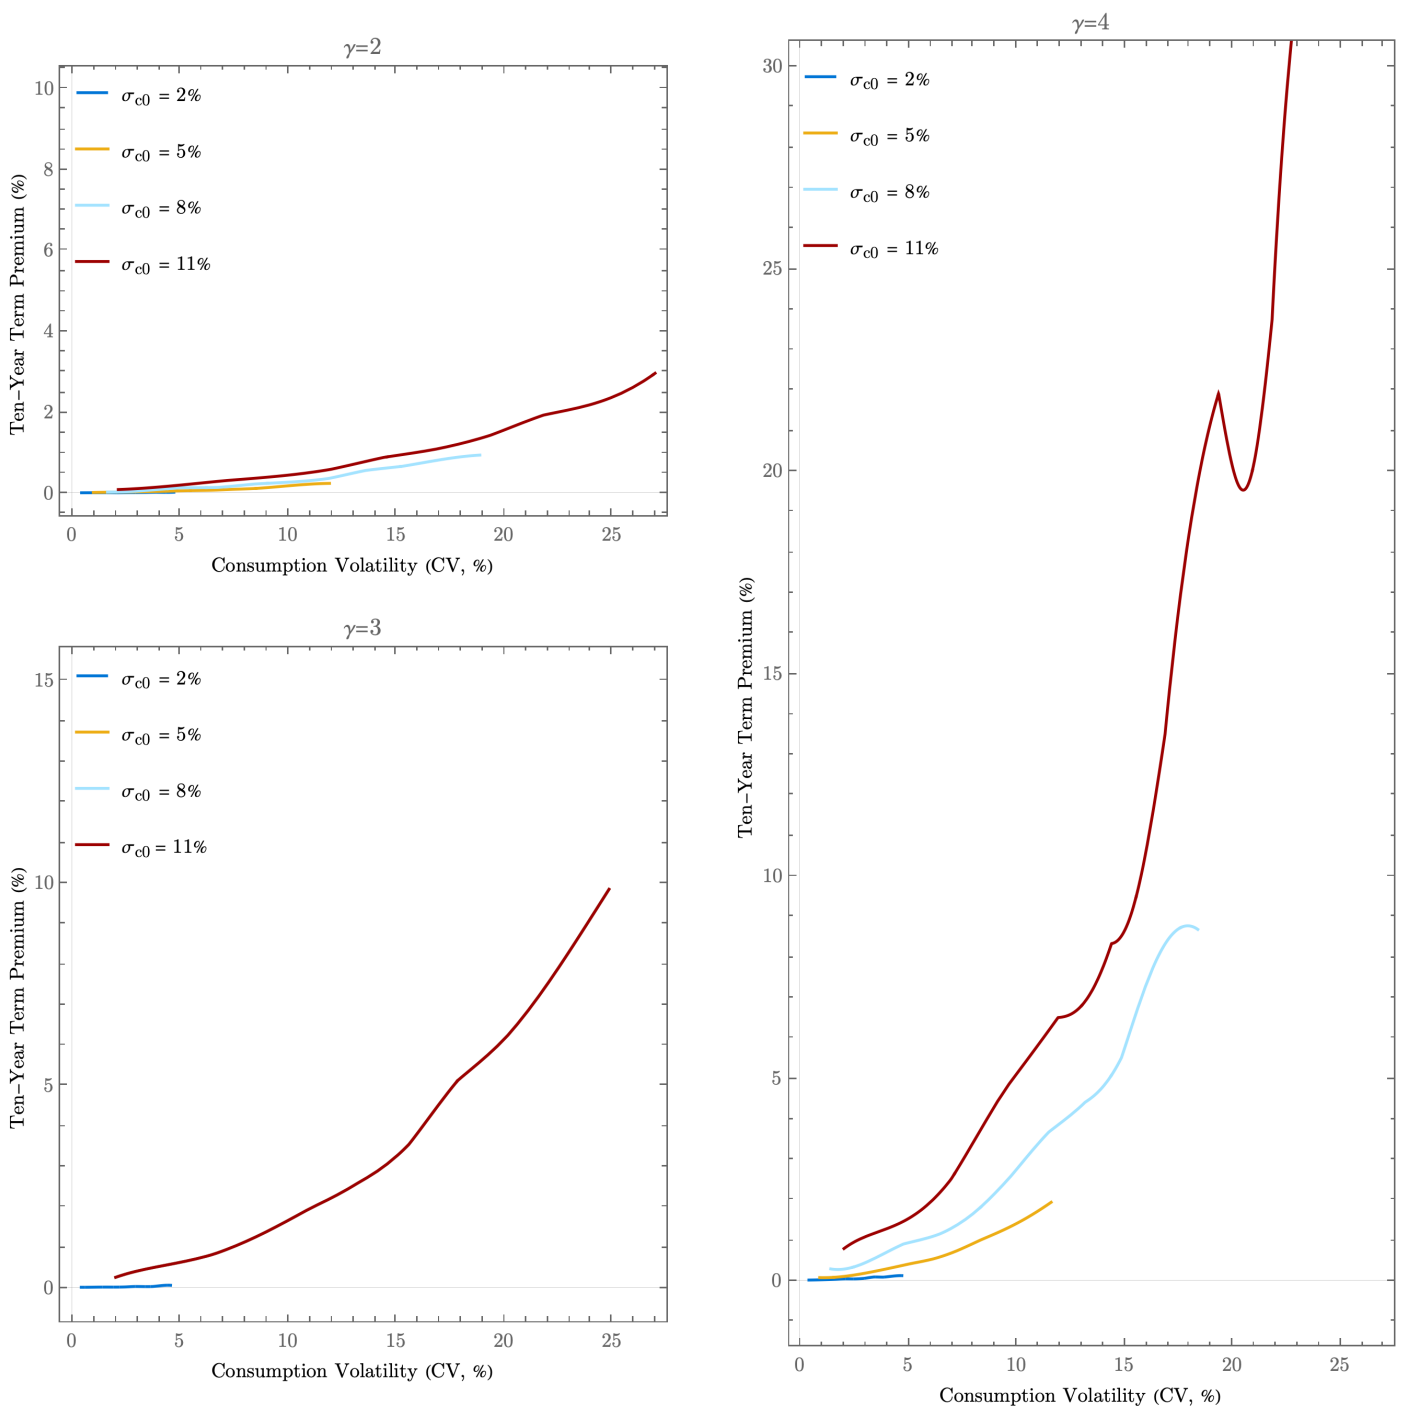 γ=2
10
8
6
4
2
0
Ten–Year Term Premium (%)
σc0 = 2%
σc0 = 5%
σc0 = 8%
σc0 = 11%
0 5 10 15 20 25
Consumption Volatility (CV, %)
γ=3
15
10
5
0
Ten–Year Term Premium (%)
σc0 = 2%
σc0 = 5%
σc0 = 8%
σc0 = 11%
0 5 10 15 20 25
Consumption Volatility (CV, %)
γ=4
30
25
20
15
10
5
0
Ten–Year Term Premium (%)
σc0 = 2%
σc0 = 5%
σc0 = 8%
σc0 = 11%
0 5 10 15 20 25
Consumption Volatility (CV, %)